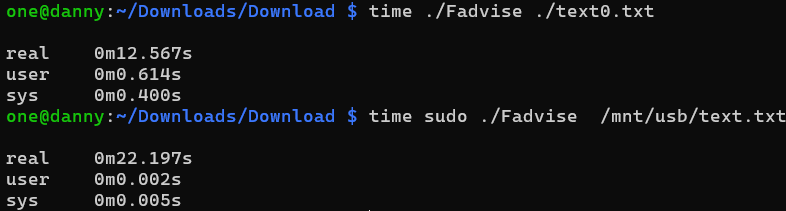 one@danny:~/Downloads/Download $ time ./Fadvise ./text0.txt
real 0m12.567s
user 0m0.614s
sys 0m0.400s
one@danny:~/Downloads/Download $ time sudo ./Fadvise /mnt/usb/text.txt
real 0m22.197s
user 0m0.002s
sys 0m0.005s